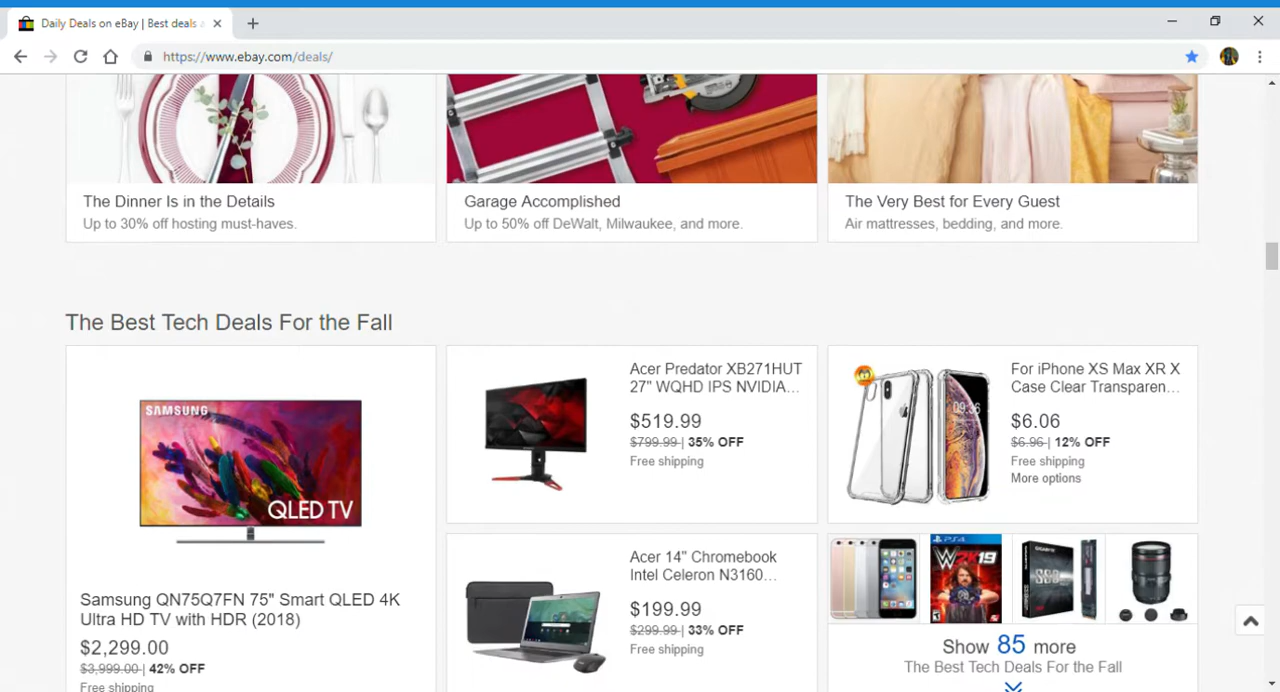 Daily Deals on eBay | Best deals a
https://www.ebay.com/deals/
The Dinner Is in the Details
Up to 30% off hosting must-haves.
Garage Accomplished
Up to 50% off DeWalt, Milwaukee, and more.
The Very Best for Every Guest
Air mattresses, bedding, and more.
The Best Tech Deals For the Fall
SAMSUNG
QLED TV
Samsung QN75Q7FN 75" Smart QLED 4K
Ultra HD TV with HDR (2018)
$2,299.00
$3,999.00 | 42% OFF
Free shipping
Acer Predator XB271HUT
27" WQHD IPS NVIDIA...
$519.99
$799.99 | 35% OFF
Free shipping
Acer 14" Chromebook
Intel Celeron N3160...
$199.99
$299.99 | 33% OFF
Free shipping
09:36
For iPhone XS Max XR X
Case Clear Transparen...
$6.06
$6.96 | 12% OFF
Free shipping
More options
PS4
WWE 2K19
GIGABYTE
SSD
Show 85 more
The Best Tech Deals For the Fall